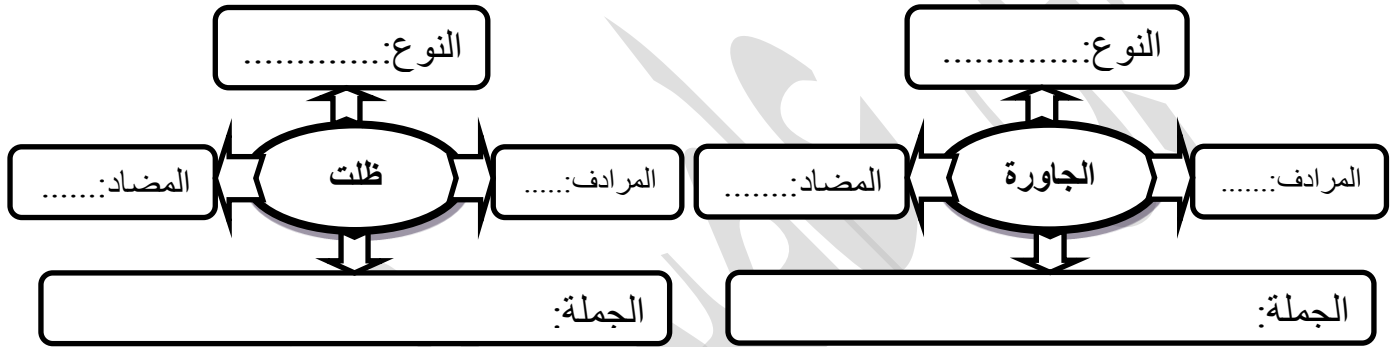 النوع:.............
النوع:..............
المرادف:......
الجاورة
المضاد:........
المرادف:.....
ظلت
المضاد:.......
الجملة:
الجملة: